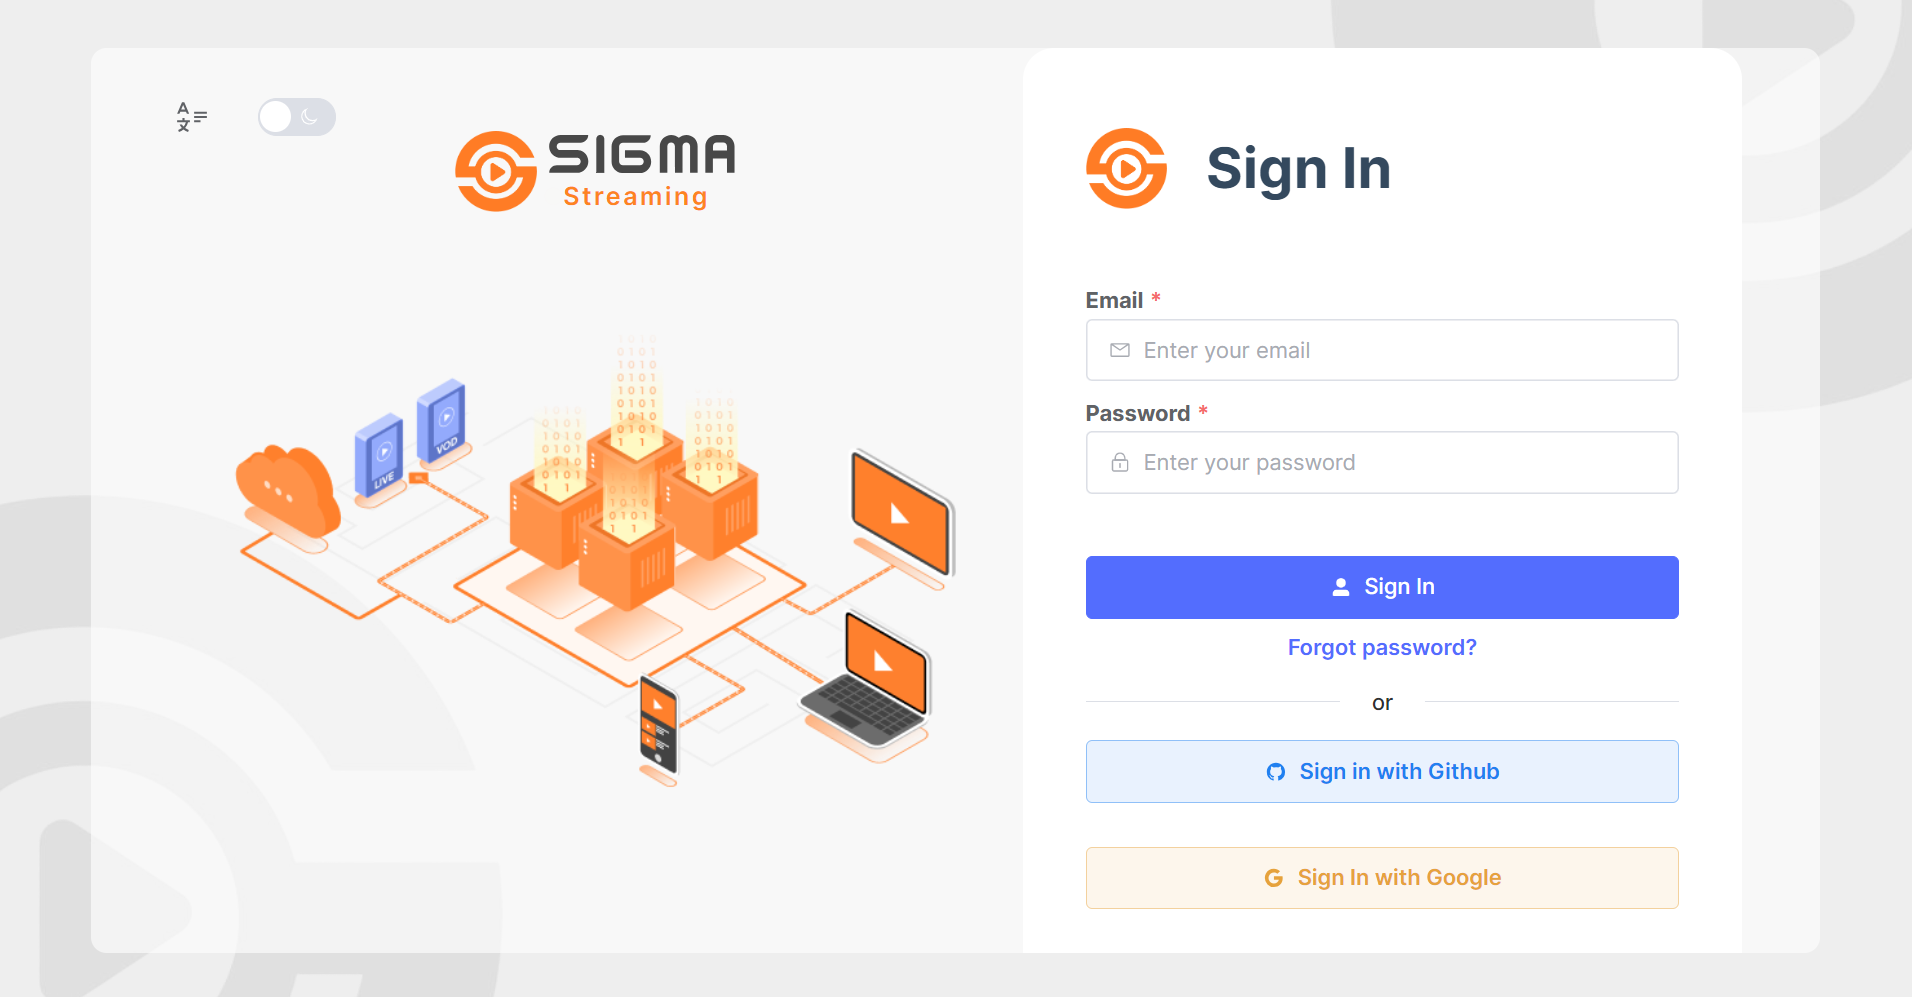 SIGMA
Streaming
LIVE
VOD
Sign In
Email *
Enter your email
Password *
Enter your password
Sign In
Forgot password?
or
Sign in with Github
Sign In with Google